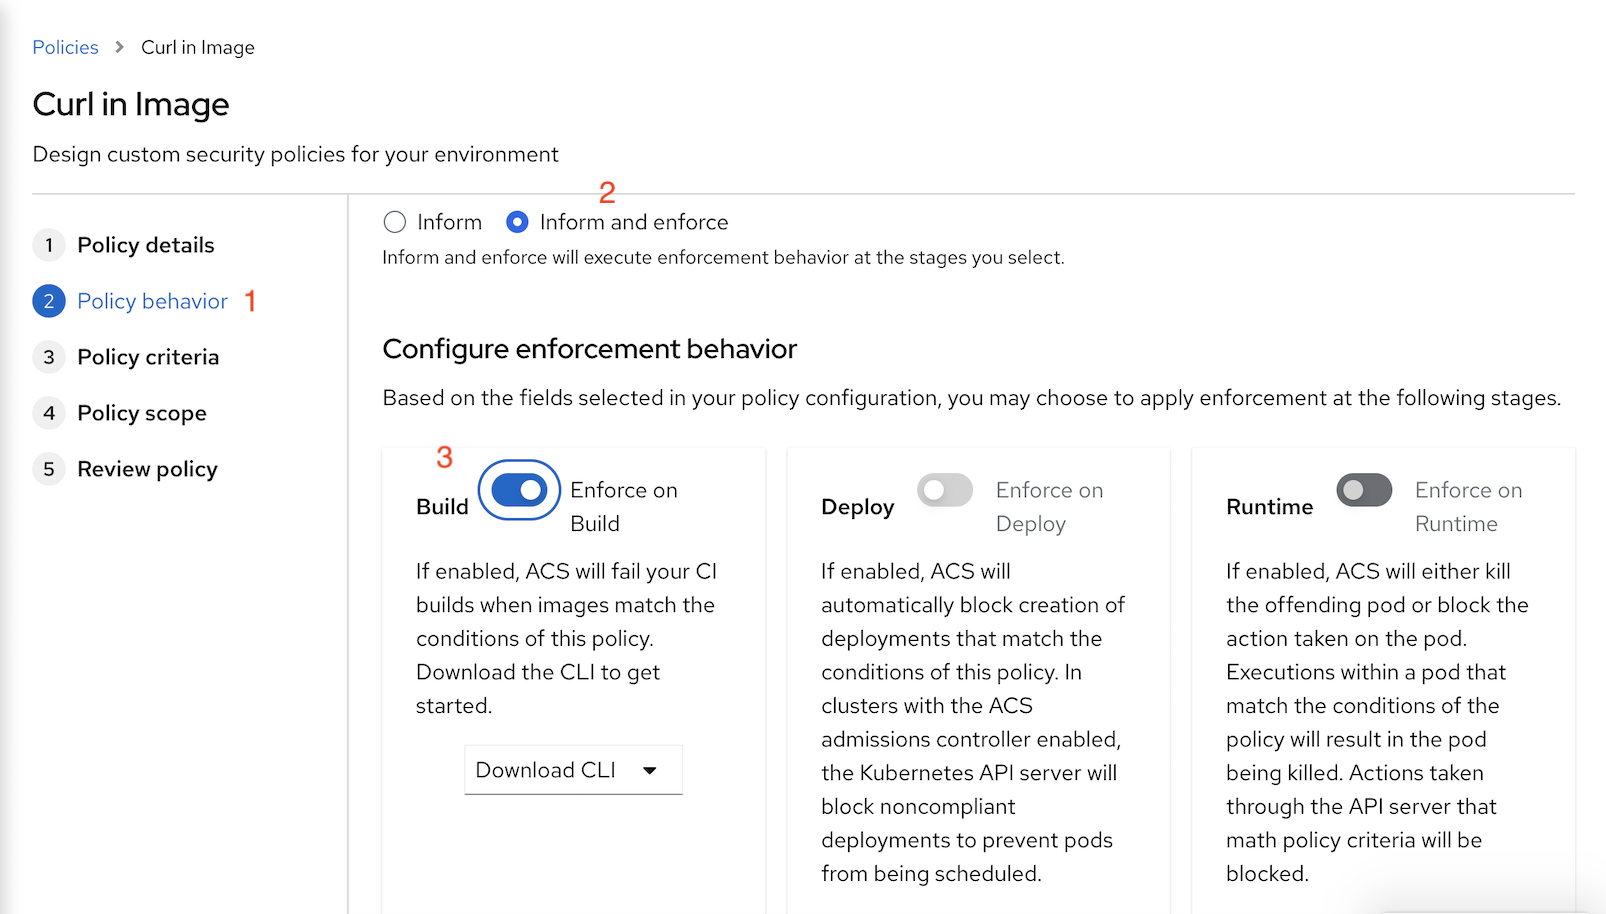 Policies > Curl in Image
Curl in Image
Design custom security policies for your environment
2
1 Policy details
2 Policy behavior 1
3 Policy criteria
4 Policy scope
5 Review policy
Inform Inform and enforce
Inform and enforce will execute enforcement behavior at the stages you select.
Configure enforcement behavior
Based on the fields selected in your policy configuration, you may choose to apply enforcement at the following stages.
3
Build Enforce on
Build
If enabled, ACS will fail your CI
builds when images match the
conditions of this policy.
Download the CLI to get
started.
Download CLI
Deploy Enforce on
Deploy
If enabled, ACS will
automatically block creation of
deployments that match the
conditions of this policy. In
clusters with the ACS
admissions controller enabled,
the Kubernetes API server will
block noncompliant
deployments to prevent pods
from being scheduled.
Runtime Enforce on
Runtime
If enabled, ACS will either kill
the offending pod or block the
action taken on the pod.
Executions within a pod that
match the conditions of the
policy will result in the pod
being killed. Actions taken
through the API server that
math policy criteria will be
blocked.